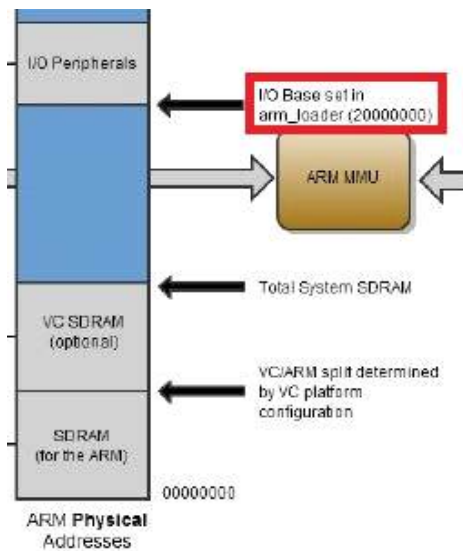 I/O Peripherals
I/O Base set in
arm_loader (20000000)
ARM MMU
Total System SDRAM
VC SDRAM
(optional)
VC/ARM split determined
by VC platform
configuration
SDRAM
(for the ARM)
00000000
ARM Physical
Addresses